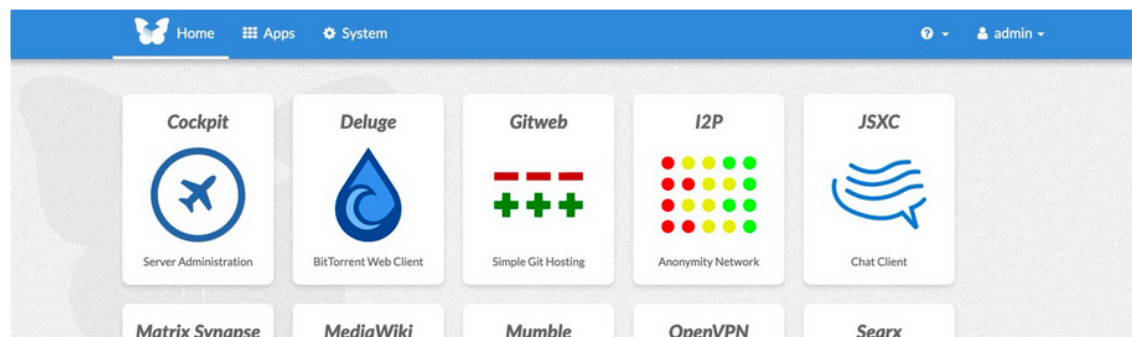 Home Apps System admin
Cockpit Deluge Gitweb I2P JSXC
Server Administration BitTorrent Web Client Simple Git Hosting Anonymity Network Chat Client
Matrix Synapse MediaWiki Mumble OpenVPN Searx